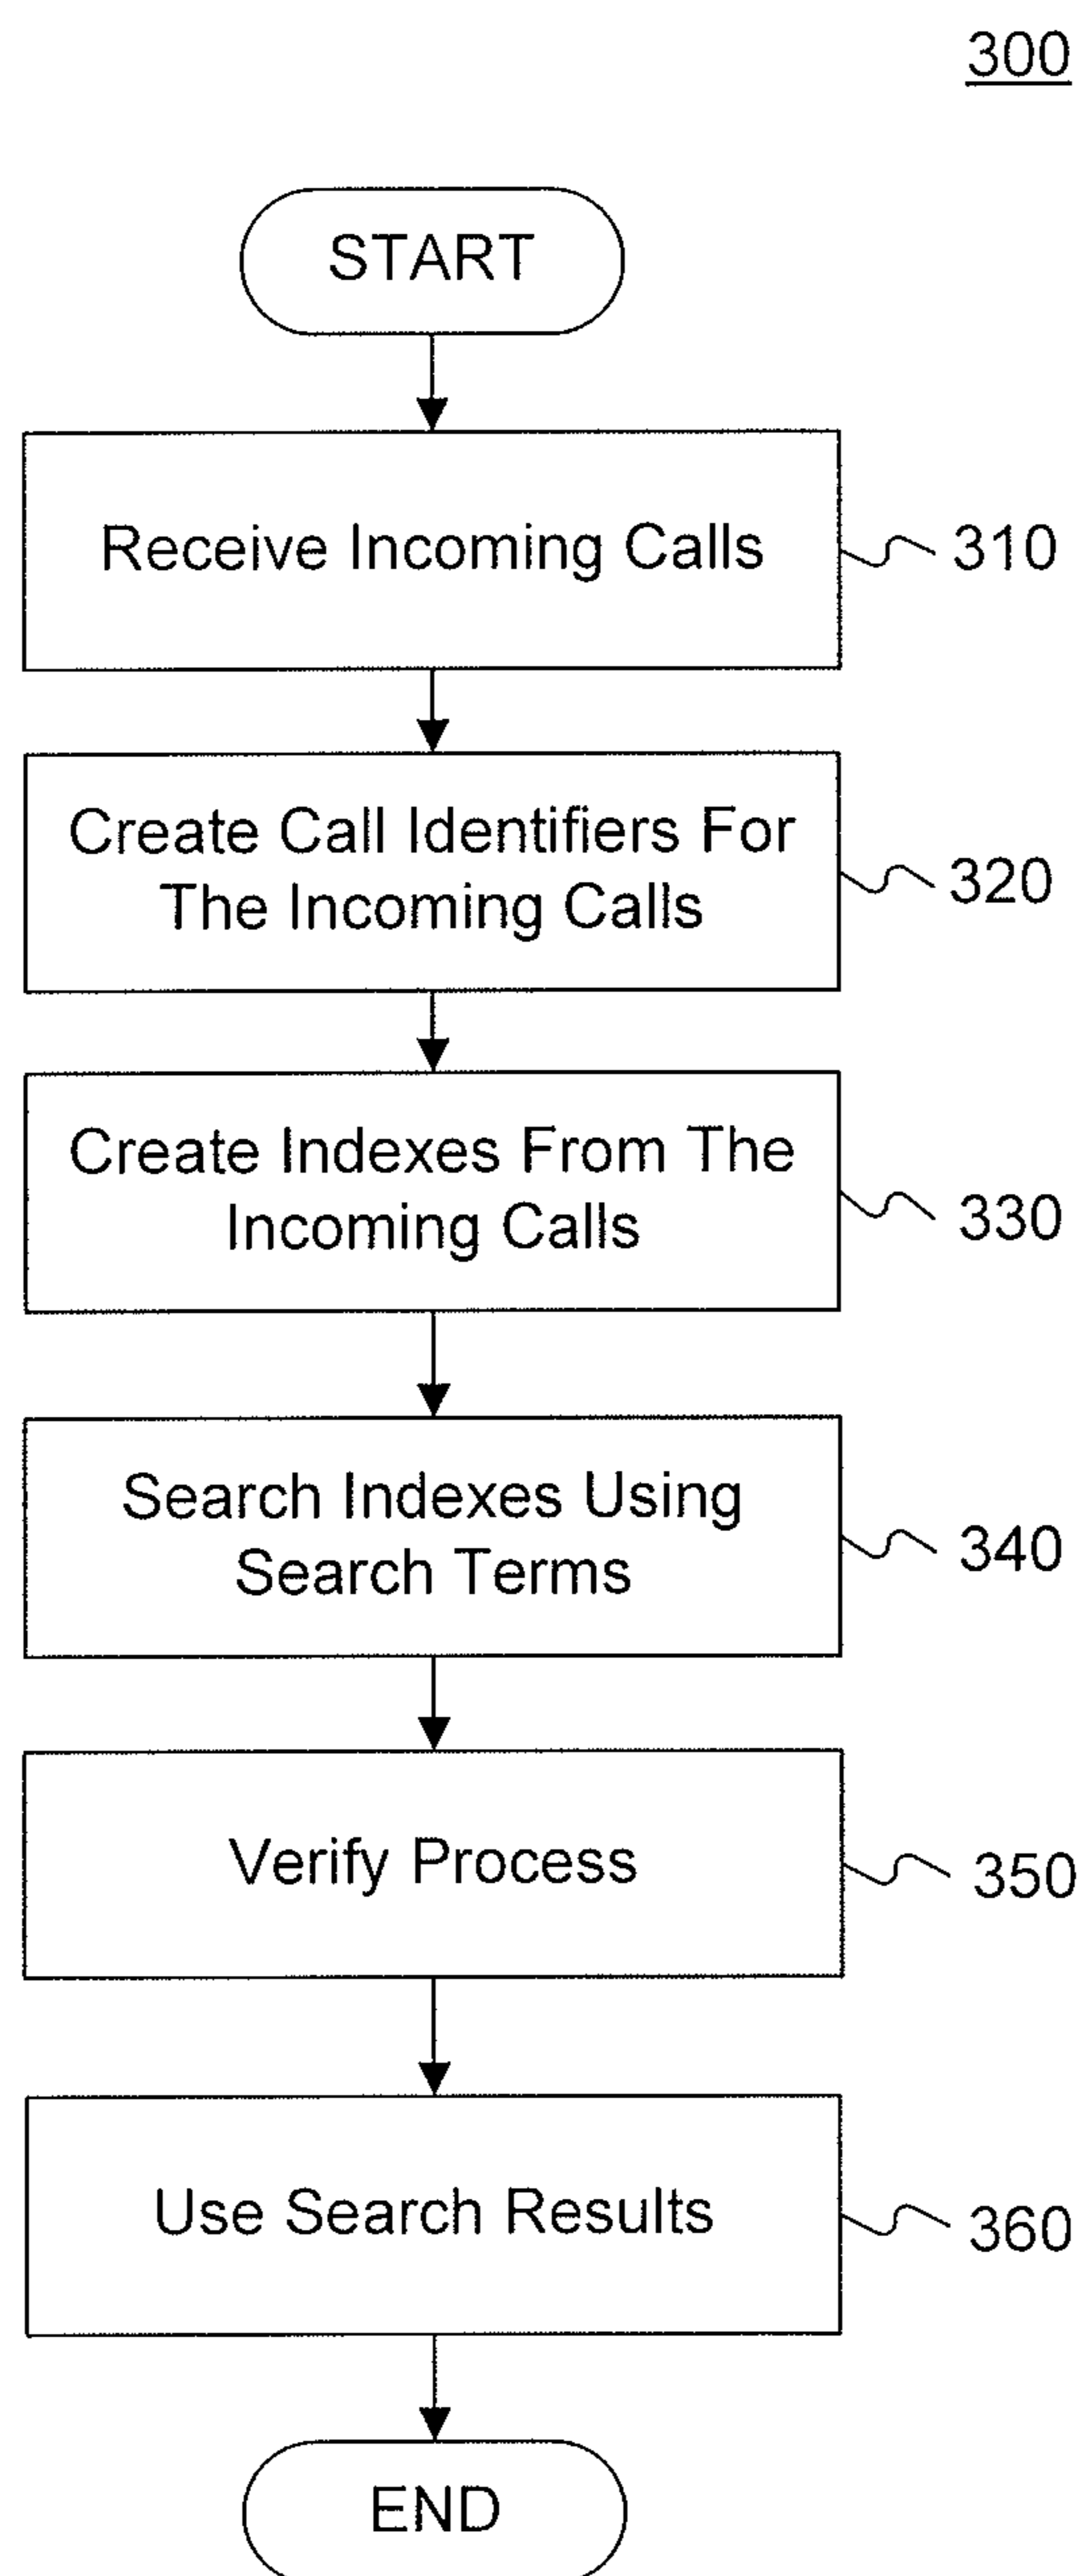 300
START
Receive Incoming Calls
310
Create Call Identifiers For
The Incoming Calls
320
Create Indexes From The
Incoming Calls
330
Search Indexes Using
Search Terms
340
Verify Process
350
Use Search Results
360
END